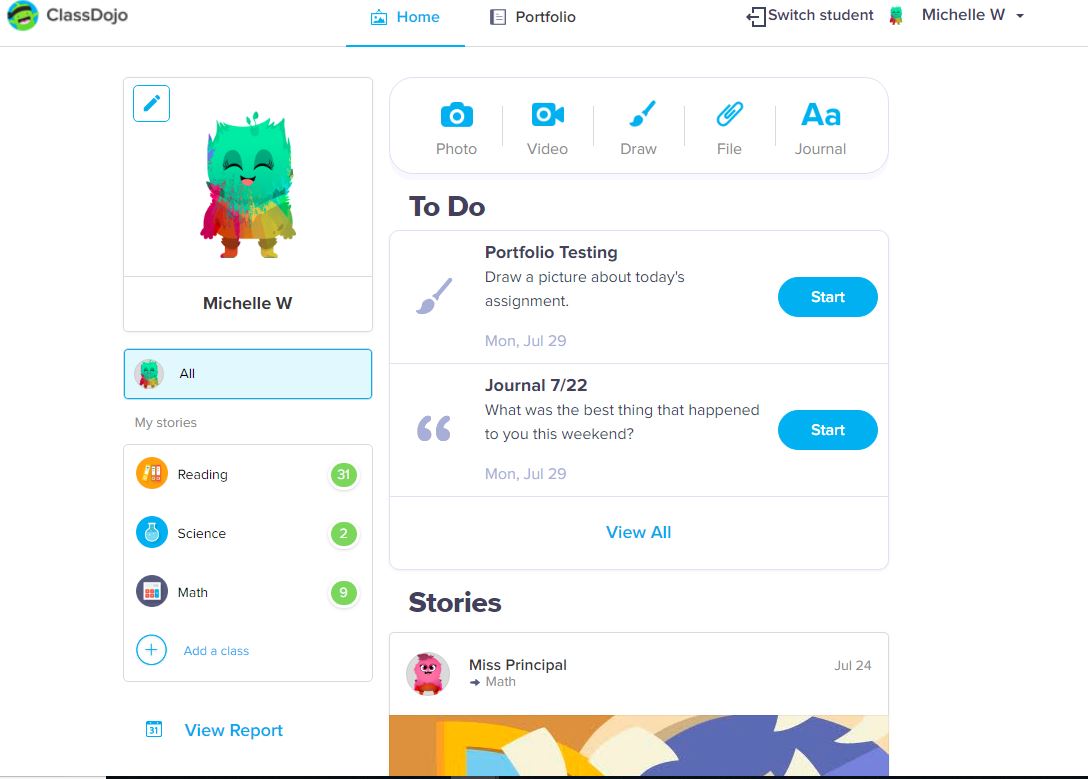 ClassDojo
Home
Portfolio
Switch student
Michelle W
Photo
Video
Draw
File
Aa
Journal
Michelle W
All
My stories
Reading
31
Science
2
Math
9
Add a class
31
View Report
To Do
Portfolio Testing
Draw a picture about today's
assignment.
Mon, Jul 29
Start
Journal 7/22
What was the best thing that happened
to you this weekend?
Mon, Jul 29
Start
View All
Stories
Miss Principal
Jul 24
Math